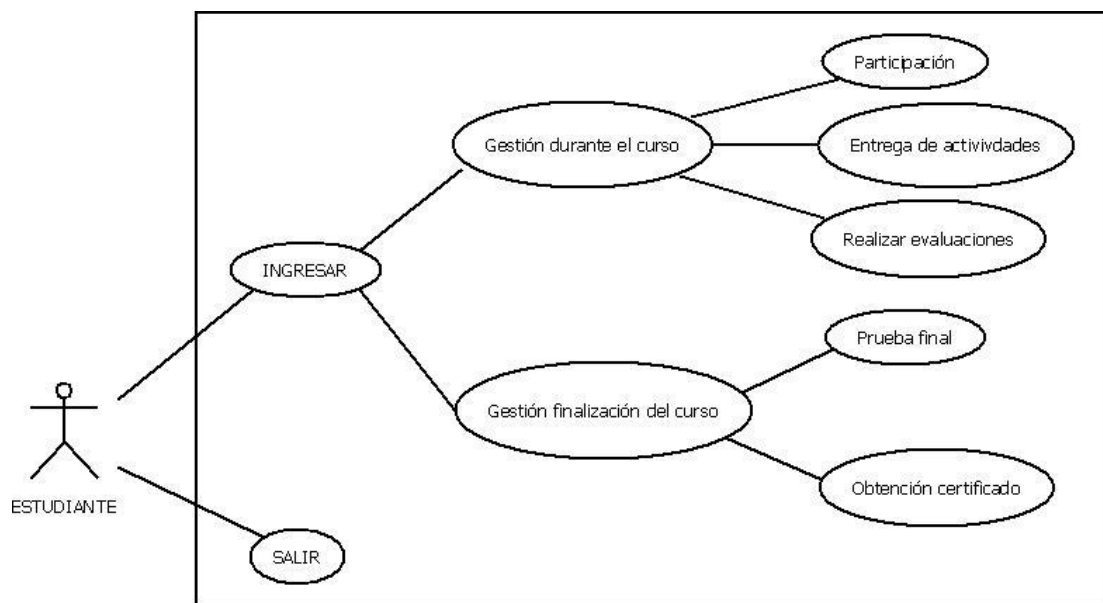 Participación
Gestión durante el curso
Entrega de activivdades
Realizar evaluaciones
INGRESAR
Prueba final
Gestión finalización del curso
Obtención certificado
ESTUDIANTE
SALIR